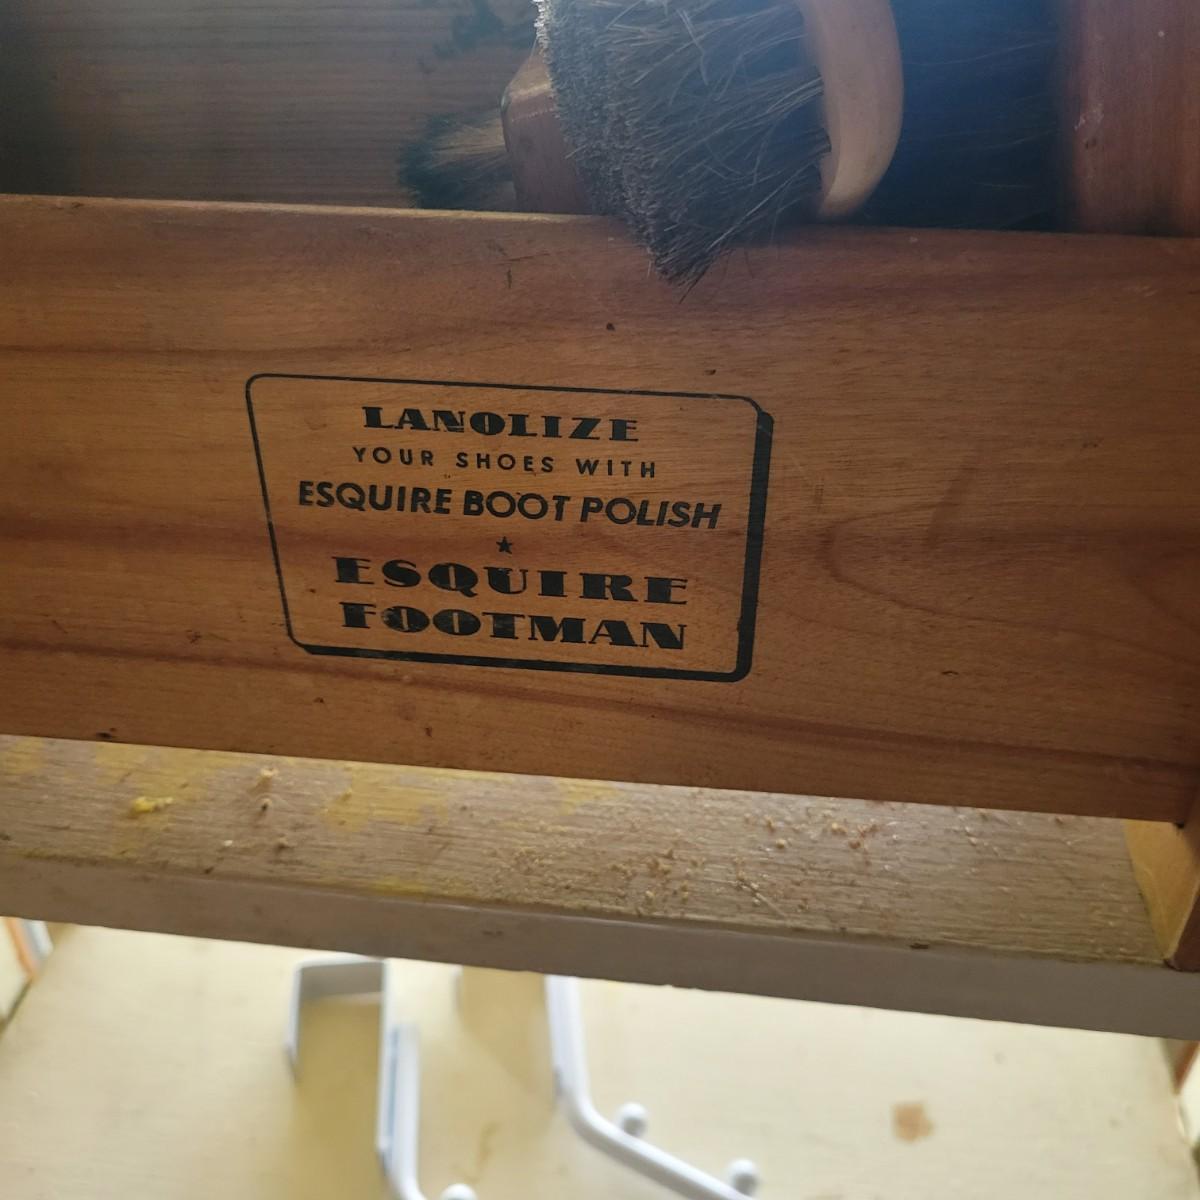 LANOLIZE
YOUR SHOES WITH
ESQUIRE BOOT POLISH
★
ESQUIRE
FOOTMAN